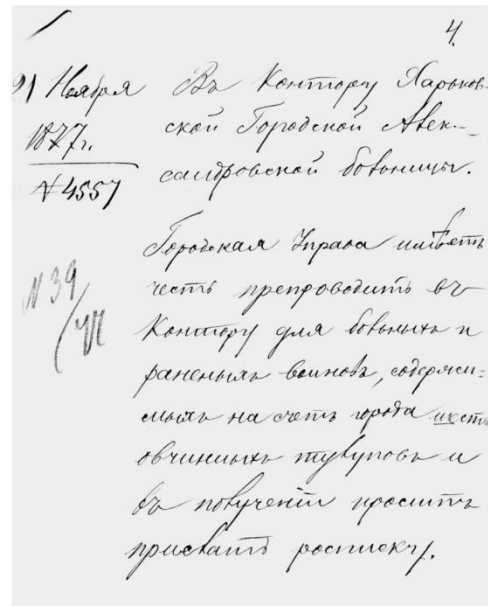 4.
21 Ноября
1877г.
№ 4557
№ 39
/VII
Въ Контору Харьков-
ской Городской Алек-
сандровской больницы.
Городская Управа имѣетъ
честь препроводить въ
Контору для больныхъ и
раненыхъ воиновъ, содержи=
мыхъ на счетъ города шесть
овчинныхъ тулуповъ и
въ полученіи проситъ
прислать росписку.